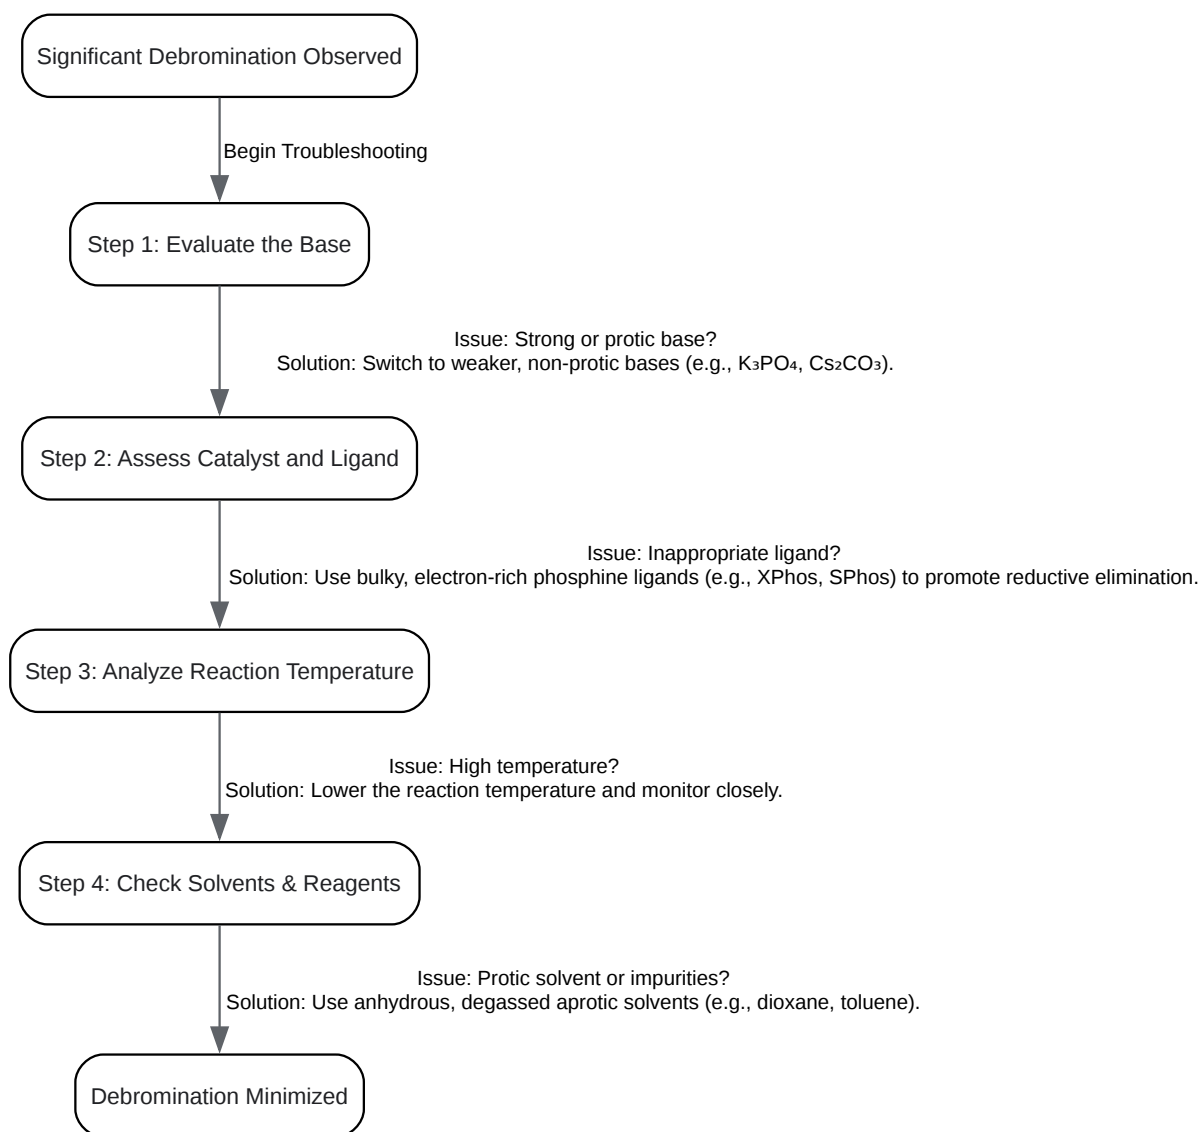 Significant Debromination Observed
Begin Troubleshooting
Step 1: Evaluate the Base
Issue: Strong or protic base?
Solution: Switch to weaker, non-protic bases (e.g., K₃PO₄, Cs₂CO₃).
Step 2: Assess Catalyst and Ligand
Issue: Inappropriate ligand?
Solution: Use bulky, electron-rich phosphine ligands (e.g., XPhos, SPhos) to promote reductive elimination.
Step 3: Analyze Reaction Temperature
Issue: High temperature?
Solution: Lower the reaction temperature and monitor closely.
Step 4: Check Solvents & Reagents
Issue: Protic solvent or impurities?
Solution: Use anhydrous, degassed aprotic solvents (e.g., dioxane, toluene).
Debromination Minimized